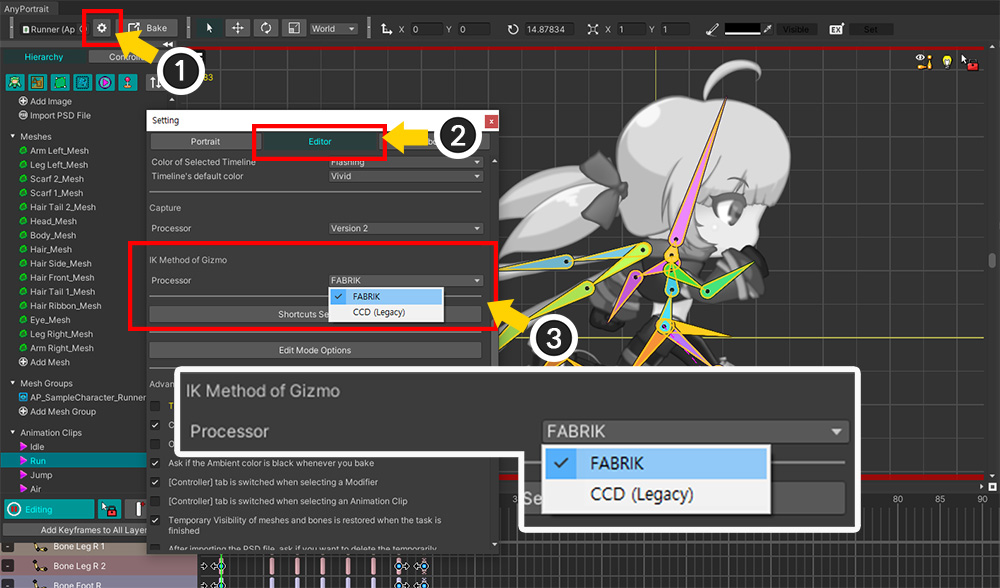 AnyPortrait
Runner (Ap
Bake
World
X 0 Y 0
14.87834
X 1 Y 1
Visible
EX
Set
1
Hierarchy
Add Image
Import PSD File
Meshes
Arm Left_Mesh
Leg Left_Mesh
Scarf 2_Mesh
Scarf 1_Mesh
Hair Tail 2_Mesh
Head_Mesh
Body_Mesh
Hair_Mesh
Hair Side_Mesh
Hair Front_Mesh
Hair Tail 1_Mesh
Hair Ribbon_Mesh
Eye_Mesh
Leg Right_Mesh
Arm Right_Mesh
Add Mesh
Mesh Groups
AP_SampleCharacter_Runner
Add Mesh Group
Animation Clips
Idle
Run
Jump
Air
Editing
Add Keyframes to All Layer
Bone Leg R 1
Bone Leg R 2
Bone Foot R
Setting
x
Portrait
Editor
2
Color of Selected Timeline
Flashing
Timeline's default color
Vivid
Capture
Processor
Version 2
IK Method of Gizmo
Processor
FABRIK
FABRIK
CCD (Legacy)
Shortcuts Se
3
Edit Mode Options
Ask if the Ambient color is black whenever you bake
[Controller] tab is switched when selecting a Modifier
[Controller] tab is switched when selecting an Animation Clip
Temporary Visibility of meshes and bones is restored when the task is
finished
After importing the PSD file, ask if you want to delete the temporarily
IK Method of Gizmo
Processor
FABRIK
FABRIK
CCD (Legacy)
Se
80 85 90